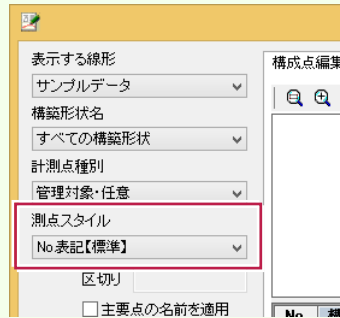 表示する線形
サンプルデータ
構築形状名
すべての構築形状
計測点種別
管理対象・任意
測点スタイル
No.表記【標準】
区切り
主要点の名前を適用
構成点編集
No.